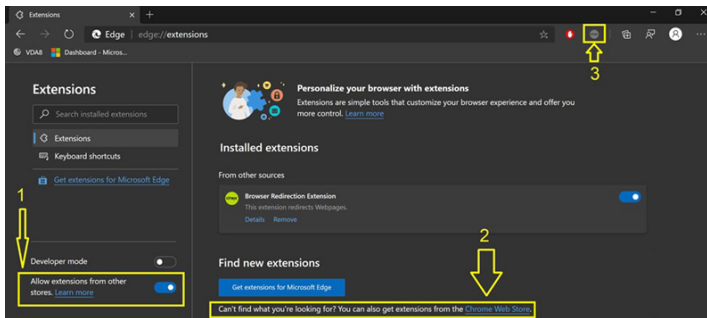 Extensions
Edge edge://extensions
VDA8 Dashboard - Micros...
3
Extensions
Search installed extensions
Extensions
Keyboard shortcuts
Get extensions for Microsoft Edge
1
Developer mode
Allow extensions from other
stores. Learn more
Personalize your browser with extensions
Extensions are simple tools that customize your browser experience and offer you
more control. Learn more
Installed extensions
From other sources
citrix
Browser Redirection Extension
This extension redirects Webpages.
Details Remove
2
Find new extensions
Get extensions for Microsoft Edge
Can't find what you're looking for? You can also get extensions from the Chrome Web Store.